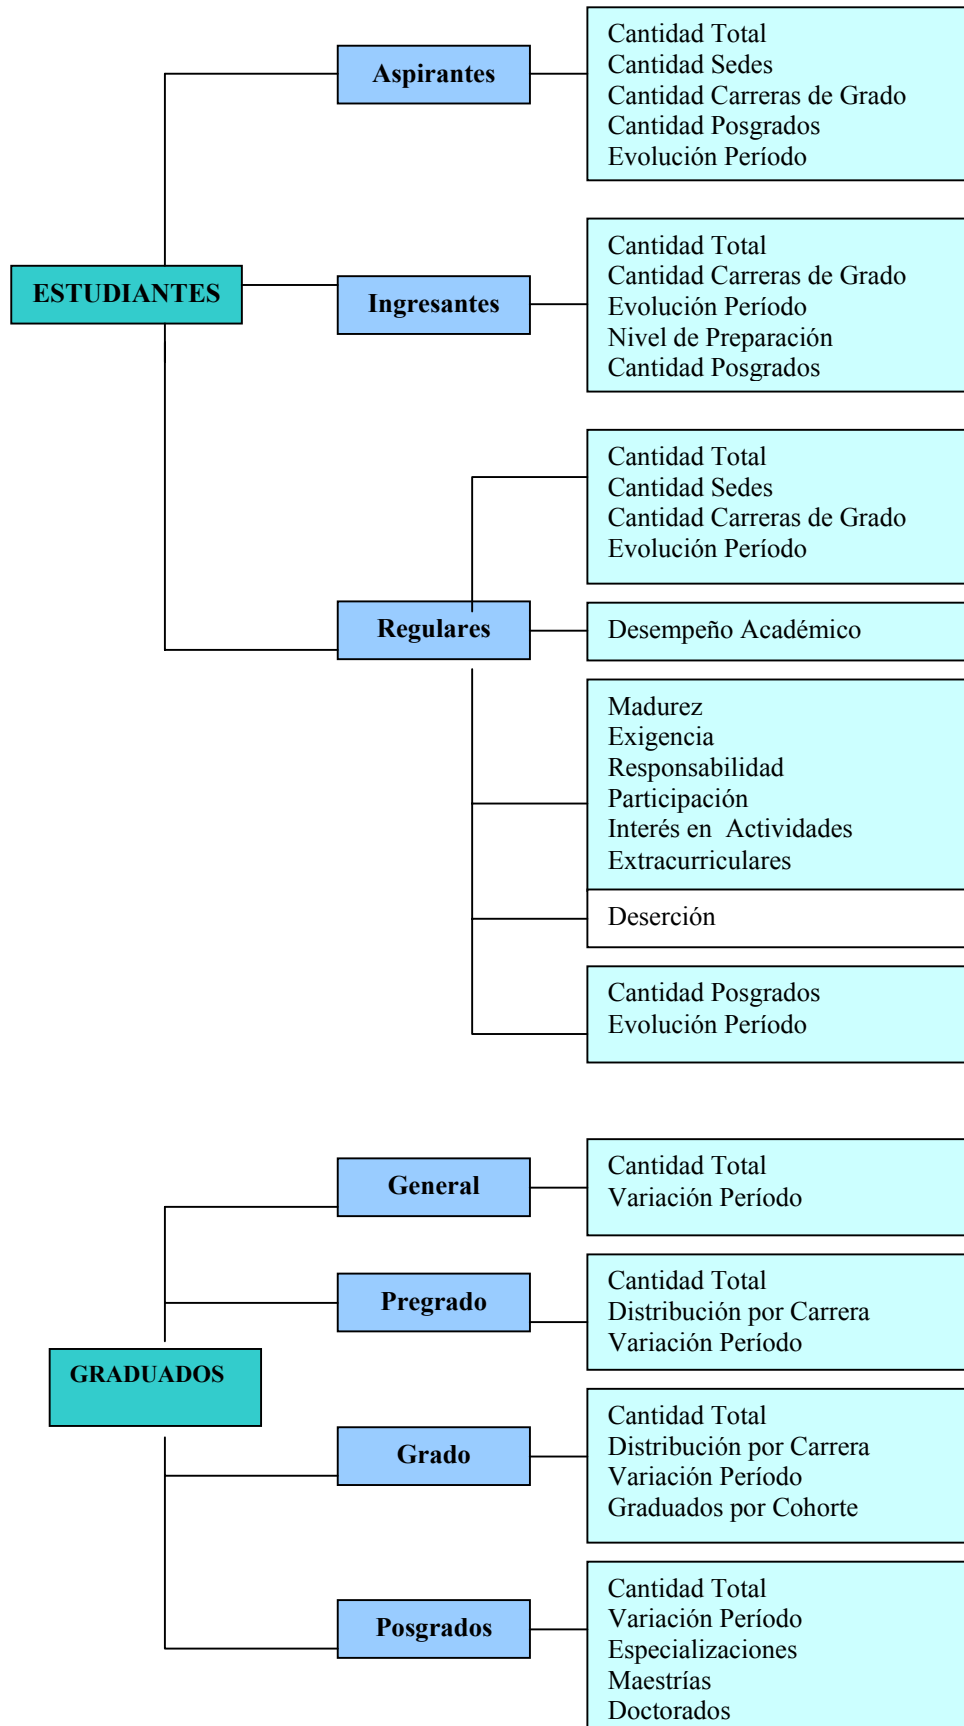 Aspirantes
Cantidad Total
Cantidad Sedes
Cantidad Carreras de Grado
Cantidad Posgrados
Evolución Período
ESTUDIANTES
Ingresantes
Cantidad Total
Cantidad Carreras de Grado
Evolución Período
Nivel de Preparación
Cantidad Posgrados
Cantidad Total
Cantidad Sedes
Cantidad Carreras de Grado
Evolución Período
Regulares
Desempeño Académico
Madurez
Exigencia
Responsabilidad
Participación
Interés en  Actividades
Extracurriculares
Deserción
Cantidad Posgrados
Evolución Período
General
Cantidad Total
Variación Período
Pregrado
Cantidad Total
Distribución por Carrera
Variación Período
GRADUADOS
Grado
Cantidad Total
Distribución por Carrera
Variación Período
Graduados por Cohorte
Posgrados
Cantidad Total
Variación Período
Especializaciones
Maestrías
Doctorados